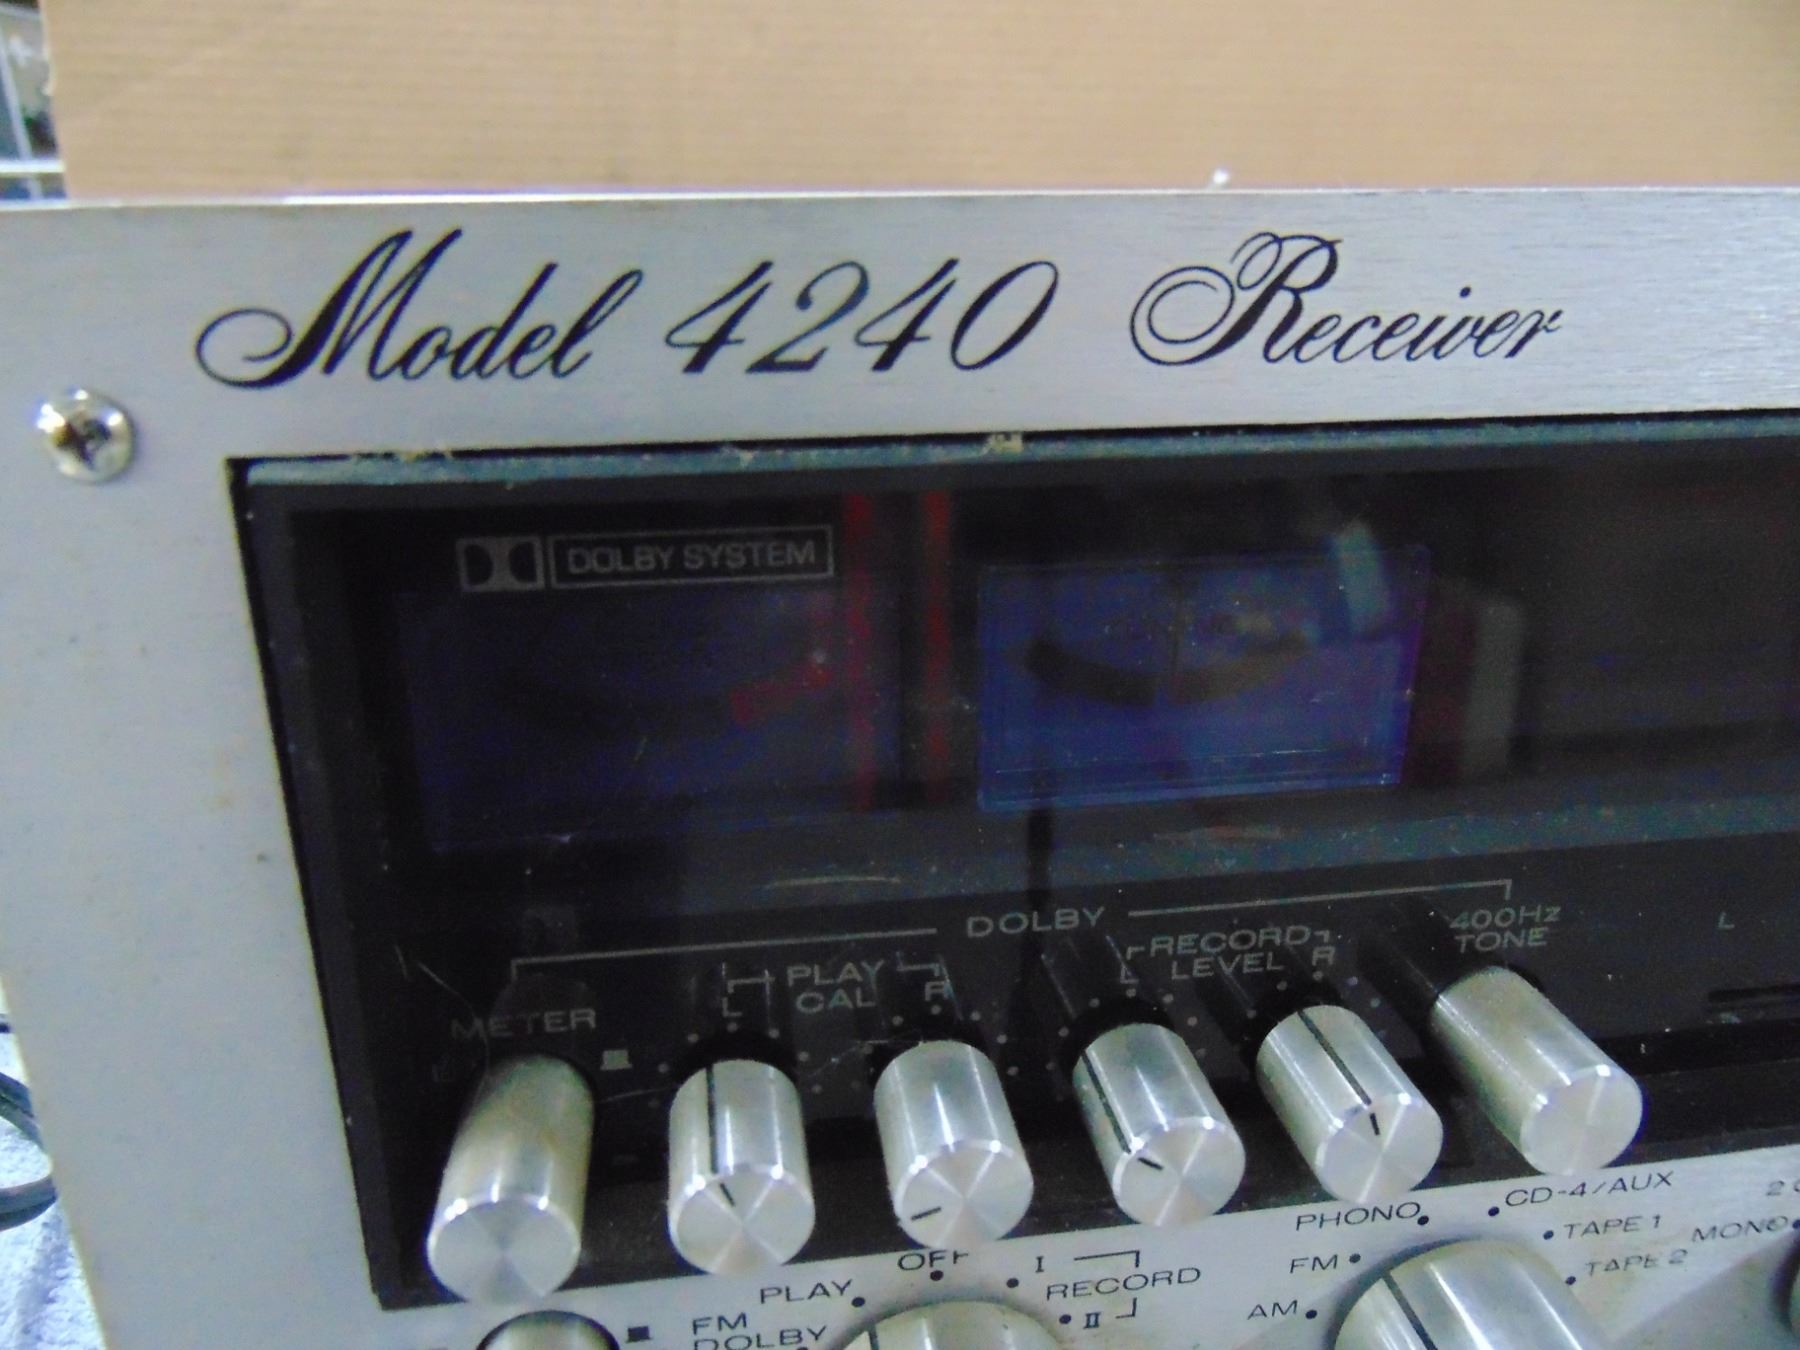 Model 4240 Receiver
DOLBY SYSTEM
DOLBY
METER
PLAY
CAL
L
R
RECORD
LEVEL
L
R
400Hz
TONE
L
PHONO
CD-4/AUX
FM
TAPE 1
AM
TAPE 2
MONO
OFF
PLAY
I
RECORD
II
FM
DOLBY